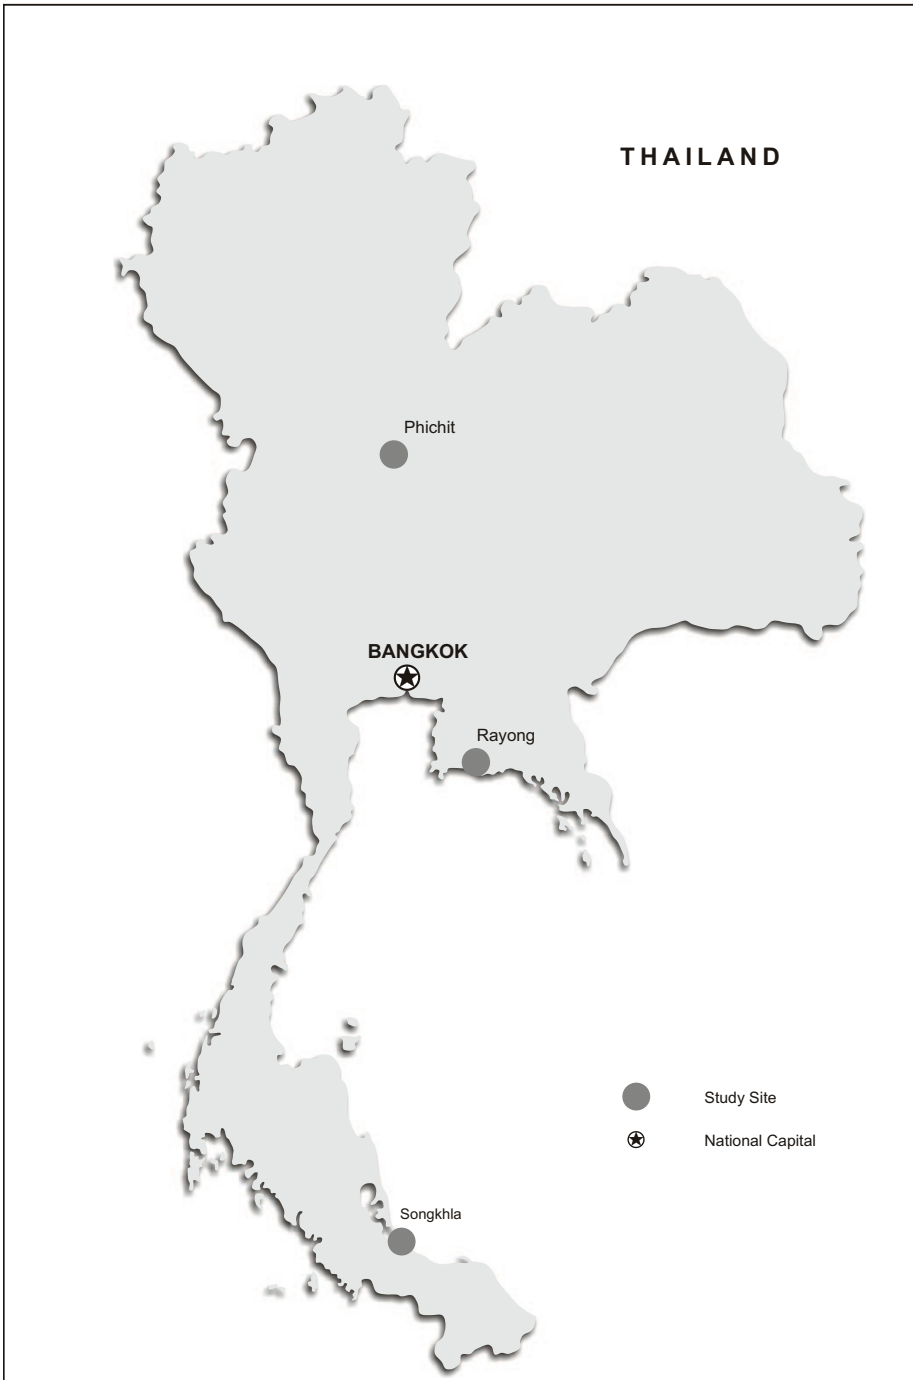 THAILAND
Phichit
BANGKOK
Rayong
Study Site
National Capital
Songkhla